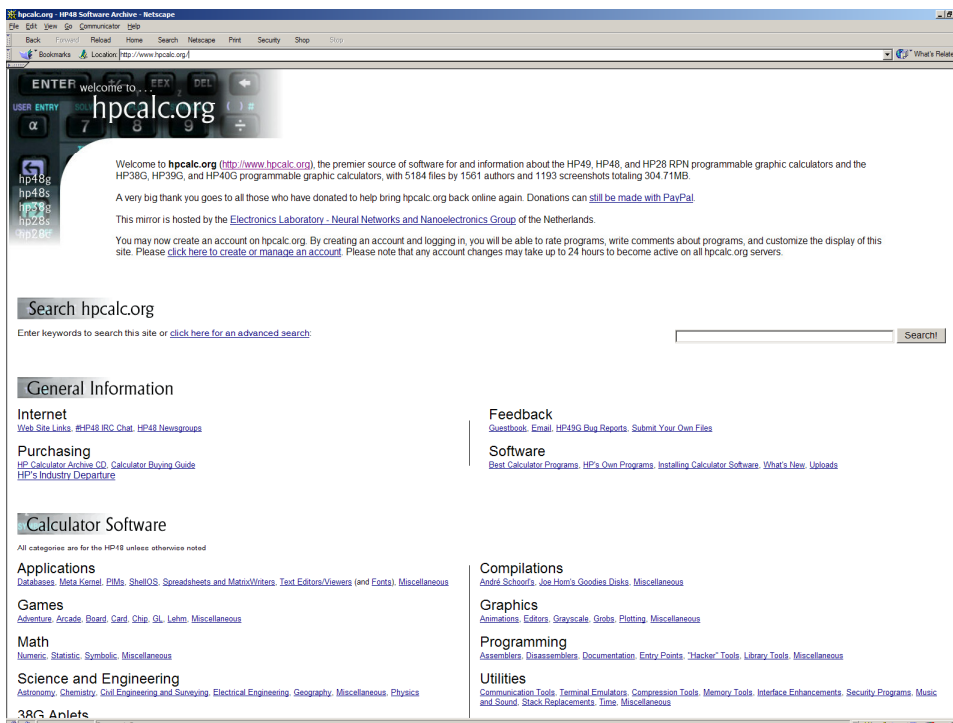 hpcalc.org - HP48 Software Archive - Netscape
File Edit View Go Communicator Help
Back Forward Reload Home Search Netscape Print Security Shop Stop
Bookmarks Location: http://www.hpcalc.org/ What's Relate
ENTER EEX DEL
welcome to . . .
hpcalc.org
USER ENTRY SOLV ( ) #
α 7 8 9 ÷
hp48g
hp48s
hp38g
hp28s
hp28c
Welcome to hpcalc.org (http://www.hpcalc.org), the premier source of software for and information about the HP49, HP48, and HP28 RPN programmable graphic calculators and the
HP38G, HP39G, and HP40G programmable graphic calculators, with 5184 files by 1561 authors and 1193 screenshots totaling 304.71MB.
A very big thank you goes to all those who have donated to help bring hpcalc.org back online again. Donations can still be made with PayPal.
This mirror is hosted by the Electronics Laboratory - Neural Networks and Nanoelectronics Group of the Netherlands.
You may now create an account on hpcalc.org. By creating an account and logging in, you will be able to rate programs, write comments about programs, and customize the display of this
site. Please click here to create or manage an account. Please note that any account changes may take up to 24 hours to become active on all hpcalc.org servers.
Search hpcalc.org
Enter keywords to search this site or click here for an advanced search:
Search!
General Information
Internet
Web Site Links, #HP48 IRC Chat, HP48 Newsgroups
Purchasing
HP Calculator Archive CD, Calculator Buying Guide
HP's Industry Departure
Feedback
Guestbook, Email, HP49G Bug Reports, Submit Your Own Files
Software
Best Calculator Programs, HP's Own Programs, Installing Calculator Software, What's New, Uploads
Calculator Software
All categories are for the HP48 unless otherwise noted
Applications
Databases, Meta Kernel, PIMs, ShellOS, Spreadsheets and MatrixWriters, Text Editors/Viewers (and Fonts), Miscellaneous
Games
Adventure, Arcade, Board, Card, Chip, GL, Lehm, Miscellaneous
Math
Numeric, Statistic, Symbolic, Miscellaneous
Science and Engineering
Astronomy, Chemistry, Civil Engineering and Surveying, Electrical Engineering, Geography, Miscellaneous, Physics
38G Aplets
Compilations
André Schoorl's, Joe Horn's Goodies Disks, Miscellaneous
Graphics
Animations, Editors, Grayscale, Grobs, Plotting, Miscellaneous
Programming
Assemblers, Disassemblers, Documentation, Entry Points, "Hacker" Tools, Library Tools, Miscellaneous
Utilities
Communication Tools, Terminal Emulators, Compression Tools, Memory Tools, Interface Enhancements, Security Programs, Music
and Sound, Stack Replacements, Time, Miscellaneous